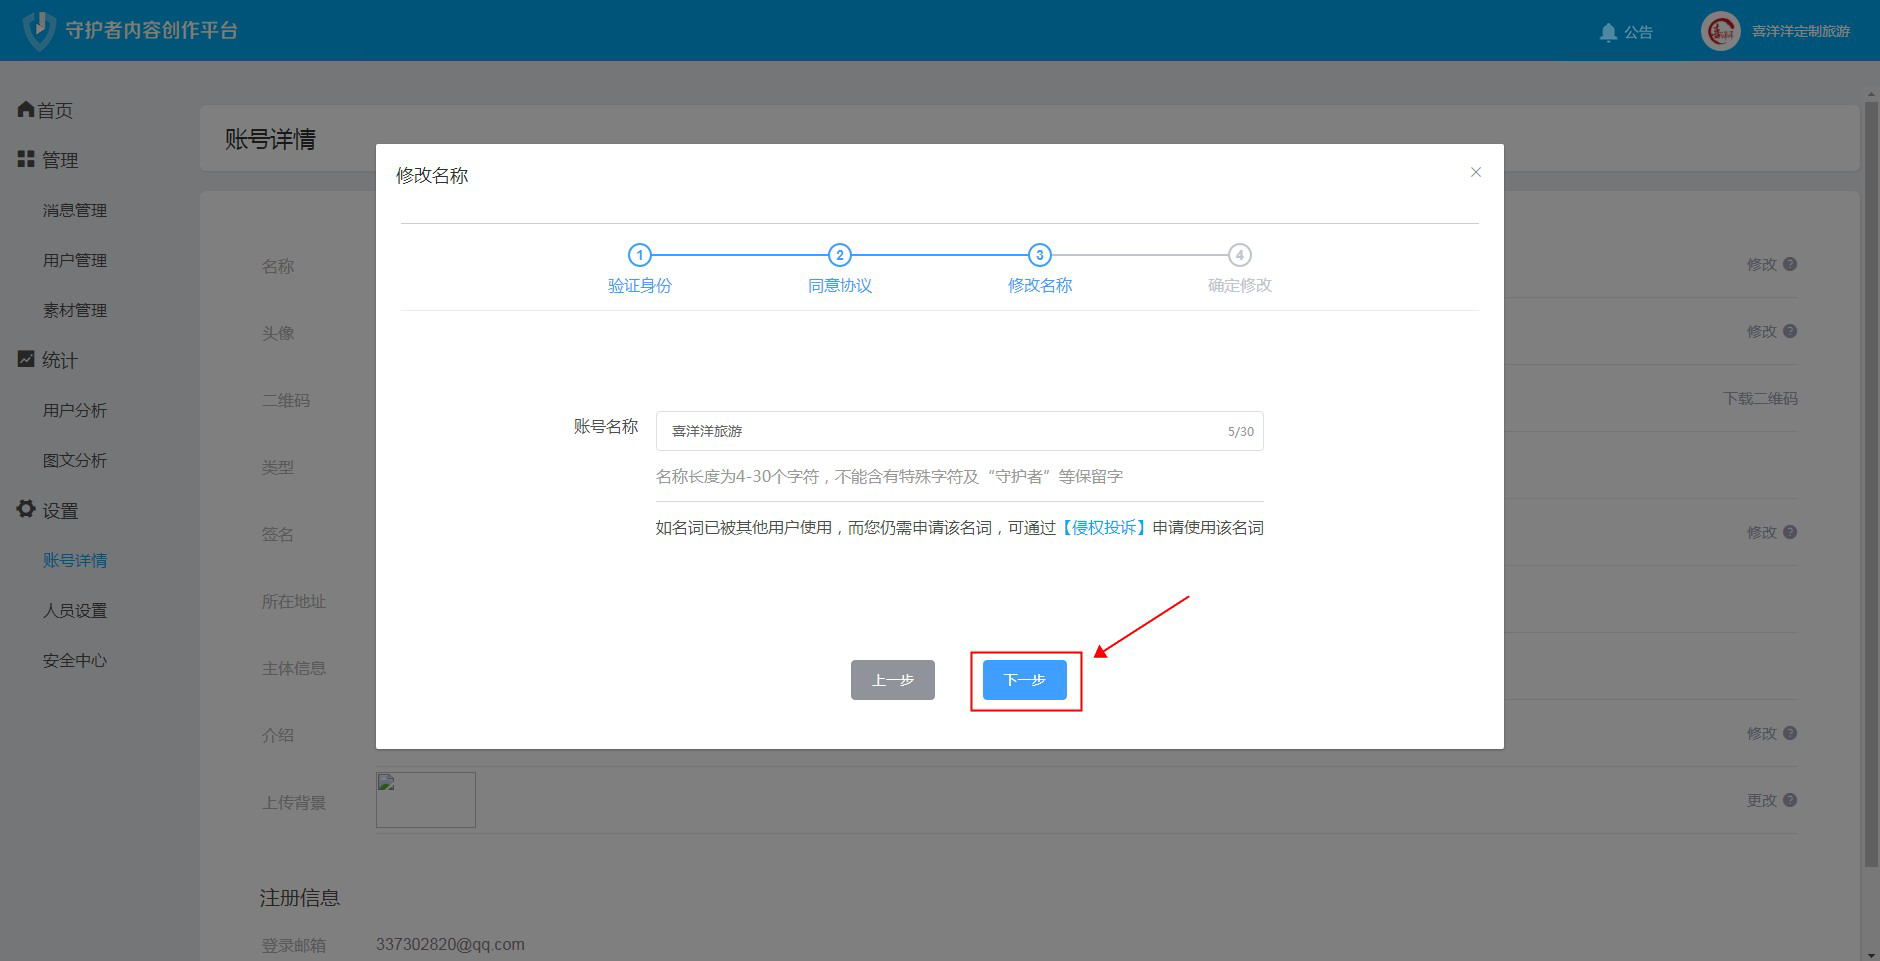 守护者内容创作平台
公告
喜洋洋定制旅游
首页
管理
消息管理
用户管理
素材管理
统计
用户分析
图文分析
设置
账号详情
人员设置
安全中心
账号详情
名称
修改 ?
头像
修改 ?
二维码
下载二维码
类型
签名
修改 ?
所在地址
主体信息
介绍
修改 ?
上传背景
更改 ?
注册信息
登录邮箱
337302820@qq.com
修改名称
×
1
2
3
4
验证身份
同意协议
修改名称
确定修改
账号名称
喜洋洋旅游
5/30
名称长度为4-30个字符，不能含有特殊字符及“守护者”等保留字
如名词已被其他用户使用，而您仍需申请该名词，可通过【侵权投诉】申请使用该名词
上一步
下一步